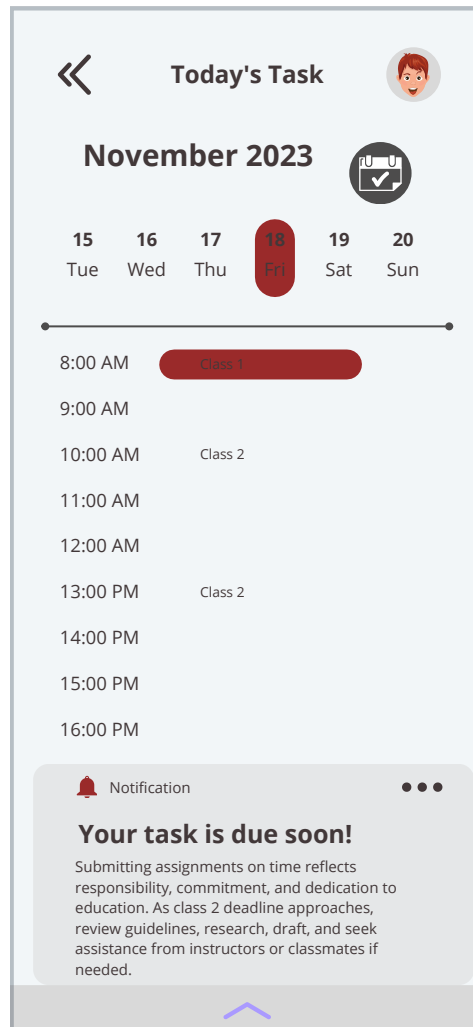 Today's Task
November 2023
15 16 17 18 19 20
Tue Wed Thu Fri Sat Sun
8:00 AM Class 1
9:00 AM
10:00 AM Class 2
11:00 AM
12:00 AM
13:00 PM Class 2
14:00 PM
15:00 PM
16:00 PM
Notification
Your task is due soon!
Submitting assignments on time reflects
responsibility, commitment, and dedication to
education. As class 2 deadline approaches,
review guidelines, research, draft, and seek
assistance from instructors or classmates if
needed.